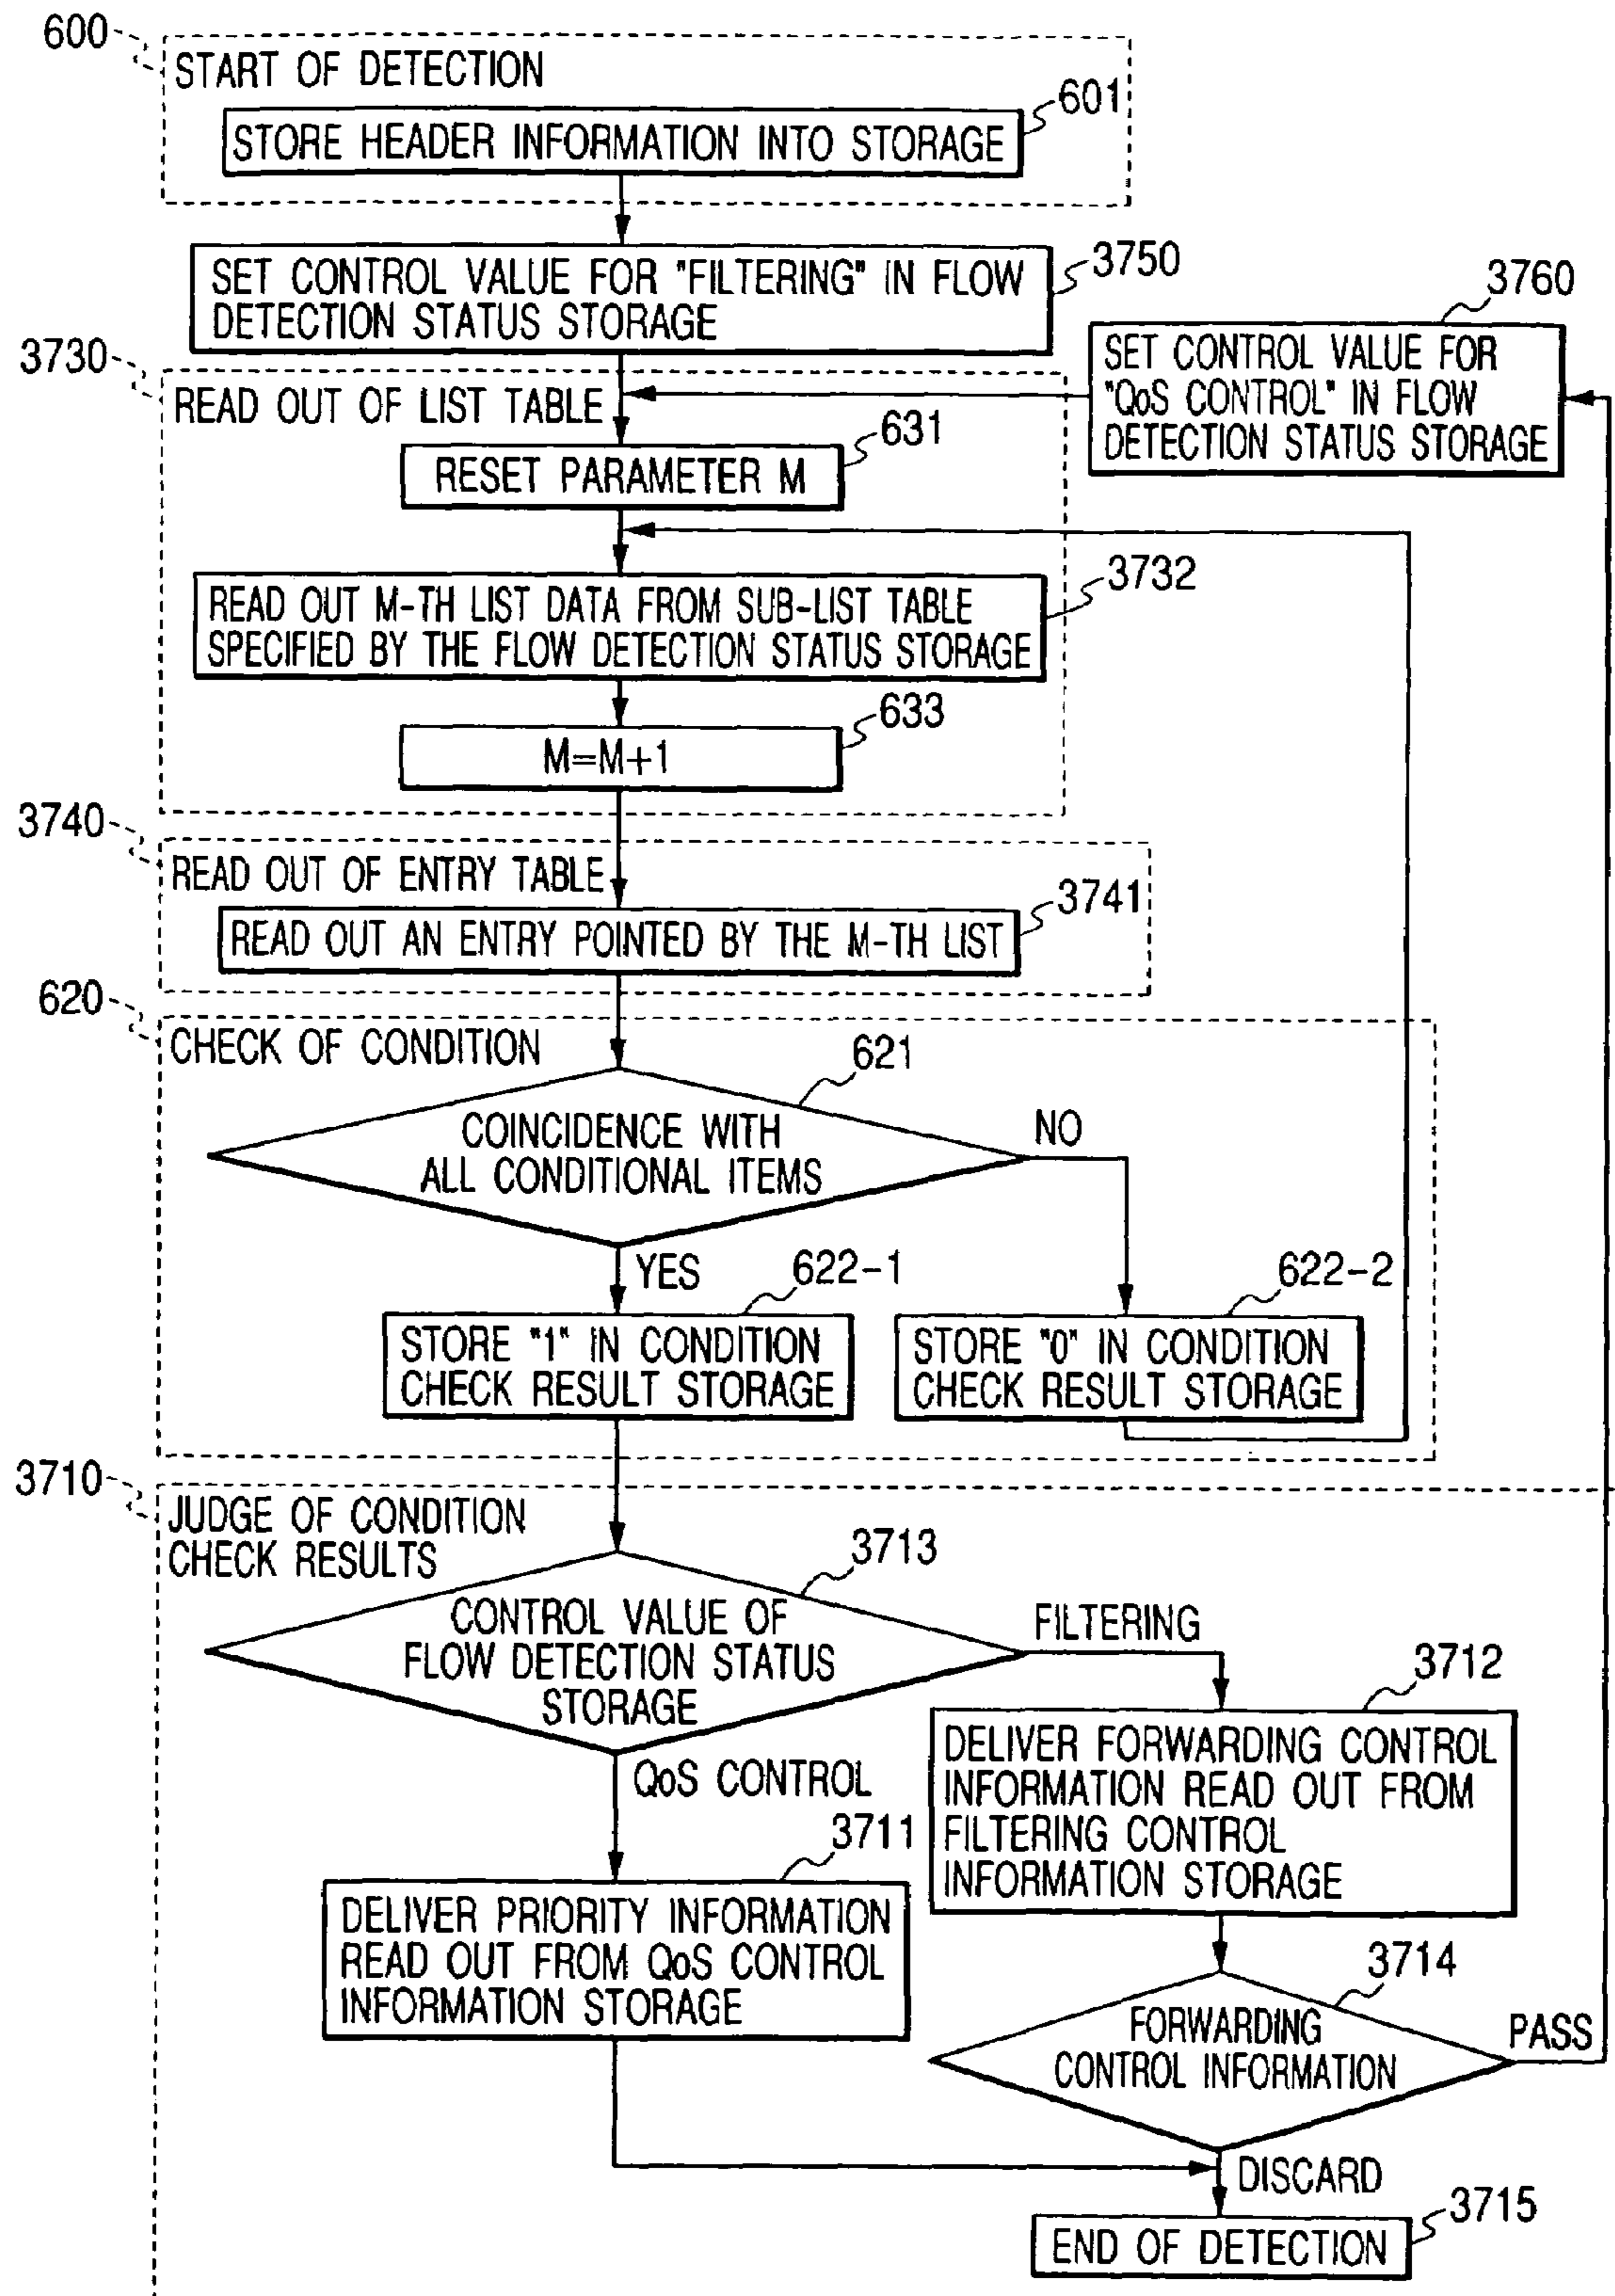 600
START OF DETECTION
601
STORE HEADER INFORMATION INTO STORAGE
3750
SET CONTROL VALUE FOR "FILTERING" IN FLOW
DETECTION STATUS STORAGE
3760
SET CONTROL VALUE FOR
"QoS CONTROL" IN FLOW
DETECTION STATUS STORAGE
3730
READ OUT OF LIST TABLE
631
RESET PARAMETER M
3732
READ OUT M-TH LIST DATA FROM SUB-LIST TABLE
SPECIFIED BY THE FLOW DETECTION STATUS STORAGE
633
M=M+1
3740
READ OUT OF ENTRY TABLE
3741
READ OUT AN ENTRY POINTED BY THE M-TH LIST
620
CHECK OF CONDITION
621
COINCIDENCE WITH
ALL CONDITIONAL ITEMS
NO
YES
622-1
STORE "1" IN CONDITION
CHECK RESULT STORAGE
622-2
STORE "0" IN CONDITION
CHECK RESULT STORAGE
3710
JUDGE OF CONDITION
CHECK RESULTS
3713
CONTROL VALUE OF
FLOW DETECTION STATUS
STORAGE
FILTERING
QoS CONTROL
3712
DELIVER FORWARDING CONTROL
INFORMATION READ OUT FROM
FILTERING CONTROL
INFORMATION STORAGE
3711
DELIVER PRIORITY INFORMATION
READ OUT FROM QoS CONTROL
INFORMATION STORAGE
3714
FORWARDING
CONTROL INFORMATION
PASS
DISCARD
3715
END OF DETECTION